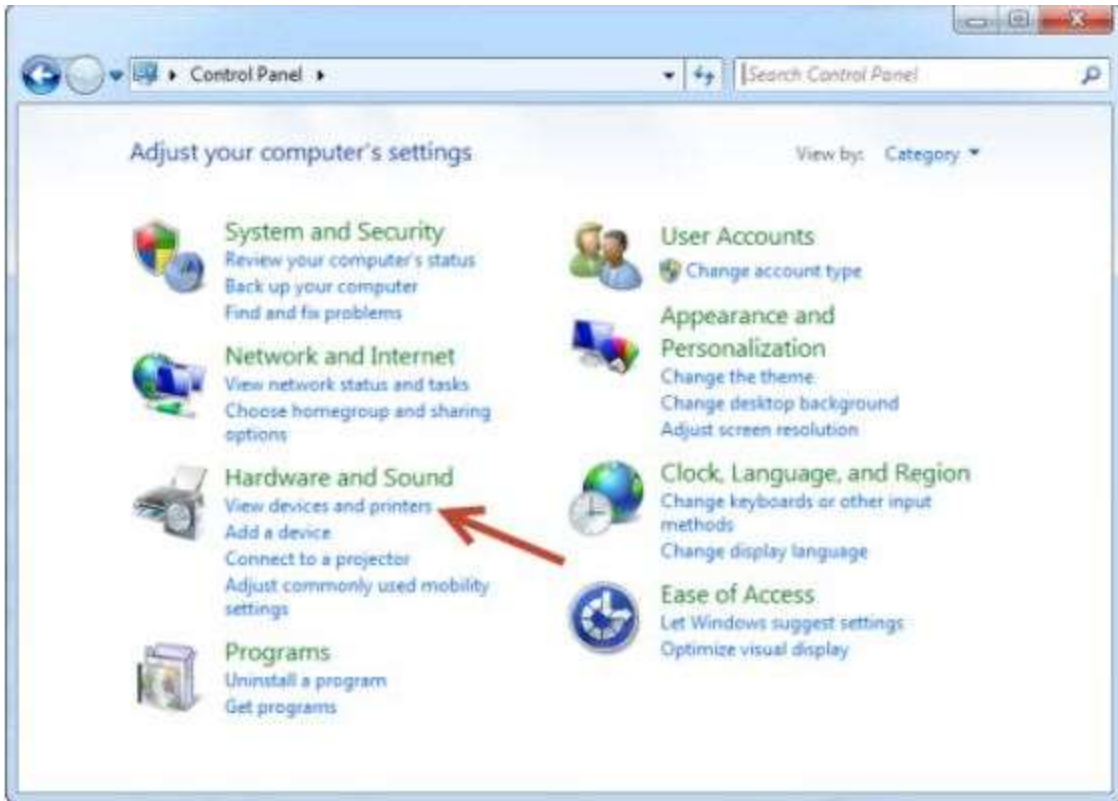 Control Panel
Search Control Panel
Adjust your computer's settings
View by: Category
System and Security
Review your computer's status
Back up your computer
Find and fix problems
Network and Internet
View network status and tasks
Choose homegroup and sharing
options
Hardware and Sound
View devices and printers
Add a device
Connect to a projector
Adjust commonly used mobility
settings
Programs
Uninstall a program
Get programs
User Accounts
Change account type
Appearance and
Personalization
Change the theme
Change desktop background
Adjust screen resolution
Clock, Language, and Region
Change keyboards or other input
methods
Change display language
Ease of Access
Let Windows suggest settings
Optimize visual display